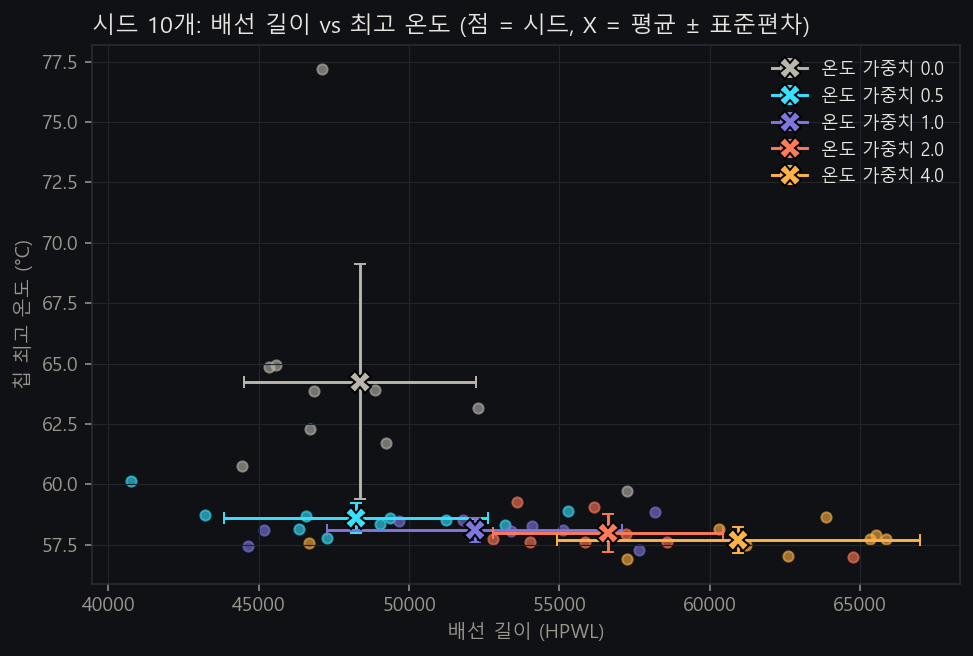 시드 10개: 배선 길이 vs 최고 온도 (점 = 시드, X = 평균 ± 표준편차)
온도 가중치 0.0
온도 가중치 0.5
온도 가중치 1.0
온도 가중치 2.0
온도 가중치 4.0
칩 최고 온도 (°C)
77.5
75.0
72.5
70.0
67.5
65.0
62.5
60.0
57.5
40000 45000 50000 55000 60000 65000
배선 길이 (HPWL)